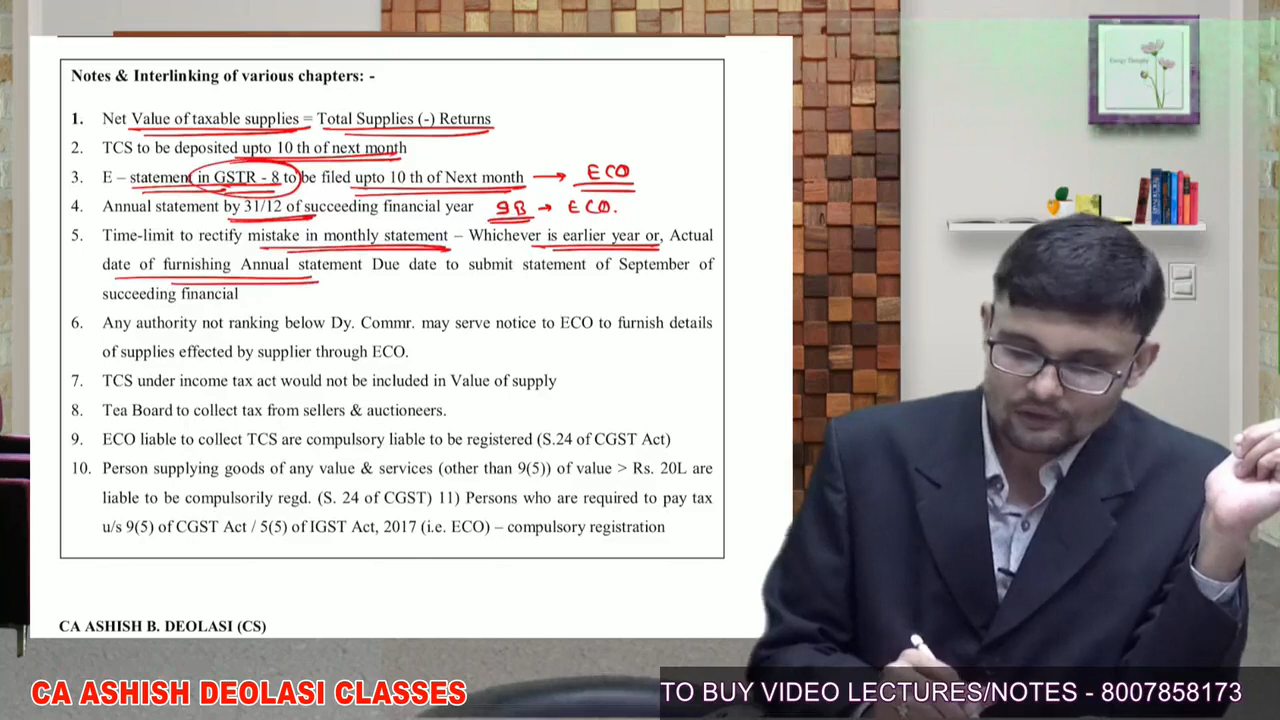 Notes & Interlinking of various chapters: -
1. Net Value of taxable supplies = Total Supplies (-) Returns
2. TCS to be deposited upto 10 th of next month
3. E – statement in GSTR - 8 to be filed upto 10 th of Next month → ECO
4. Annual statement by 31/12 of succeeding financial year 9B → ECO.
5. Time-limit to rectify mistake in monthly statement – Whichever is earlier year or, Actual
date of furnishing Annual statement Due date to submit statement of September of
succeeding financial
6. Any authority not ranking below Dy. Commr. may serve notice to ECO to furnish details
of supplies effected by supplier through ECO.
7. TCS under income tax act would not be included in Value of supply
8. Tea Board to collect tax from sellers & auctioneers.
9. ECO liable to collect TCS are compulsory liable to be registered (S.24 of CGST Act)
10. Person supplying goods of any value & services (other than 9(5)) of value > Rs. 20L are
liable to be compulsorily regd. (S. 24 of CGST) 11) Persons who are required to pay tax
u/s 9(5) of CGST Act / 5(5) of IGST Act, 2017 (i.e. ECO) – compulsory registration
CA ASHISH B. DEOLASI (CS)
CA ASHISH DEOLASI CLASSES
TO BUY VIDEO LECTURES/NOTES - 8007858173